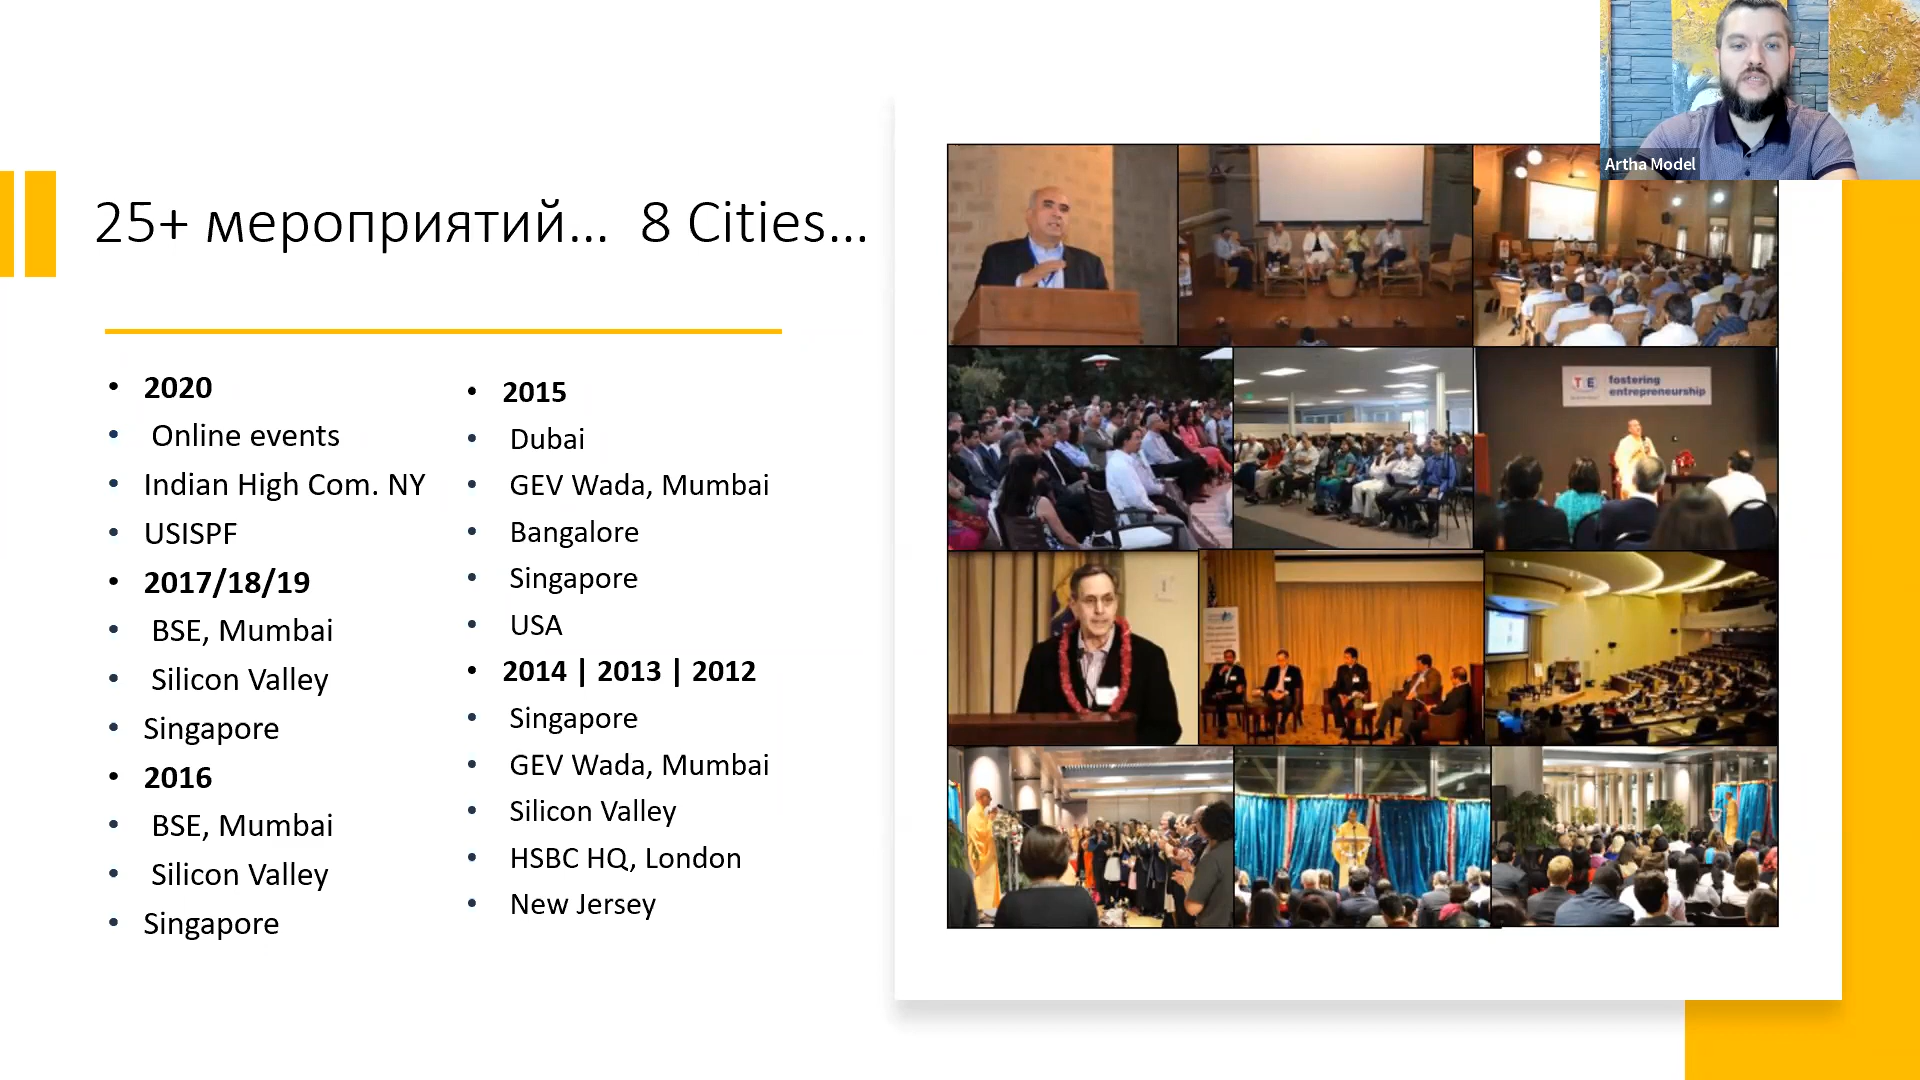 25+ мероприятий... 8 Cities...
• 2020
• Online events
• Indian High Com. NY
• USISPF
• 2017/18/19
• BSE, Mumbai
• Silicon Valley
• Singapore
• 2016
• BSE, Mumbai
• Silicon Valley
• Singapore
• 2015
• Dubai
• GEV Wada, Mumbai
• Bangalore
• Singapore
• USA
• 2014 | 2013 | 2012
• Singapore
• GEV Wada, Mumbai
• Silicon Valley
• HSBC HQ, London
• New Jersey
Artha Model
TiE
fostering
entrepreneurship